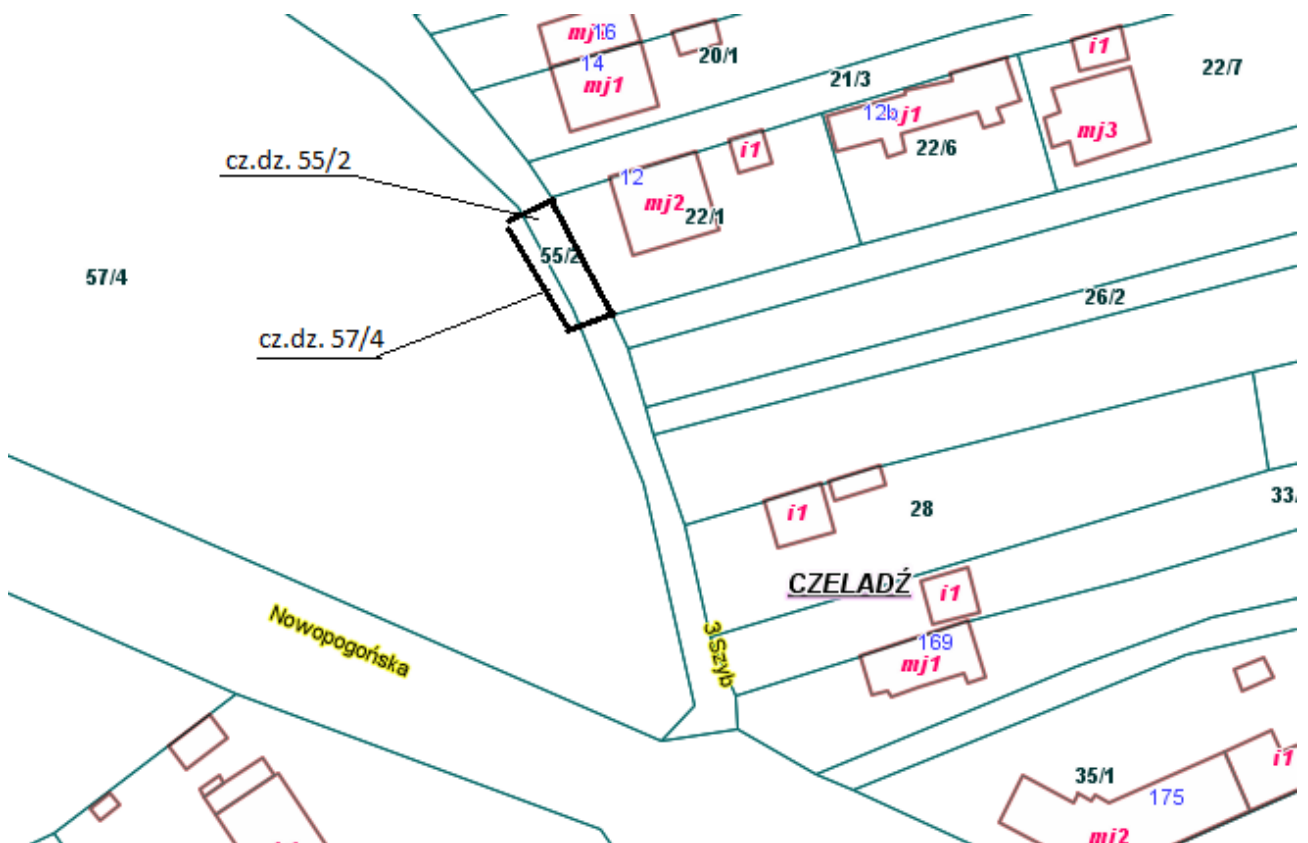 mj1 16
14
mj1
20/1
21/3
i1
22/7
12b j1
22/6
mj3
i1
cz.dz. 55/2
12
mj2
22/1
55/2
57/4
26/2
cz.dz. 57/4
i1
28
33/
CZELADŹ
i1
3 Szyb
Nowopogońska
169
mj1
35/1
175
i1
mj2